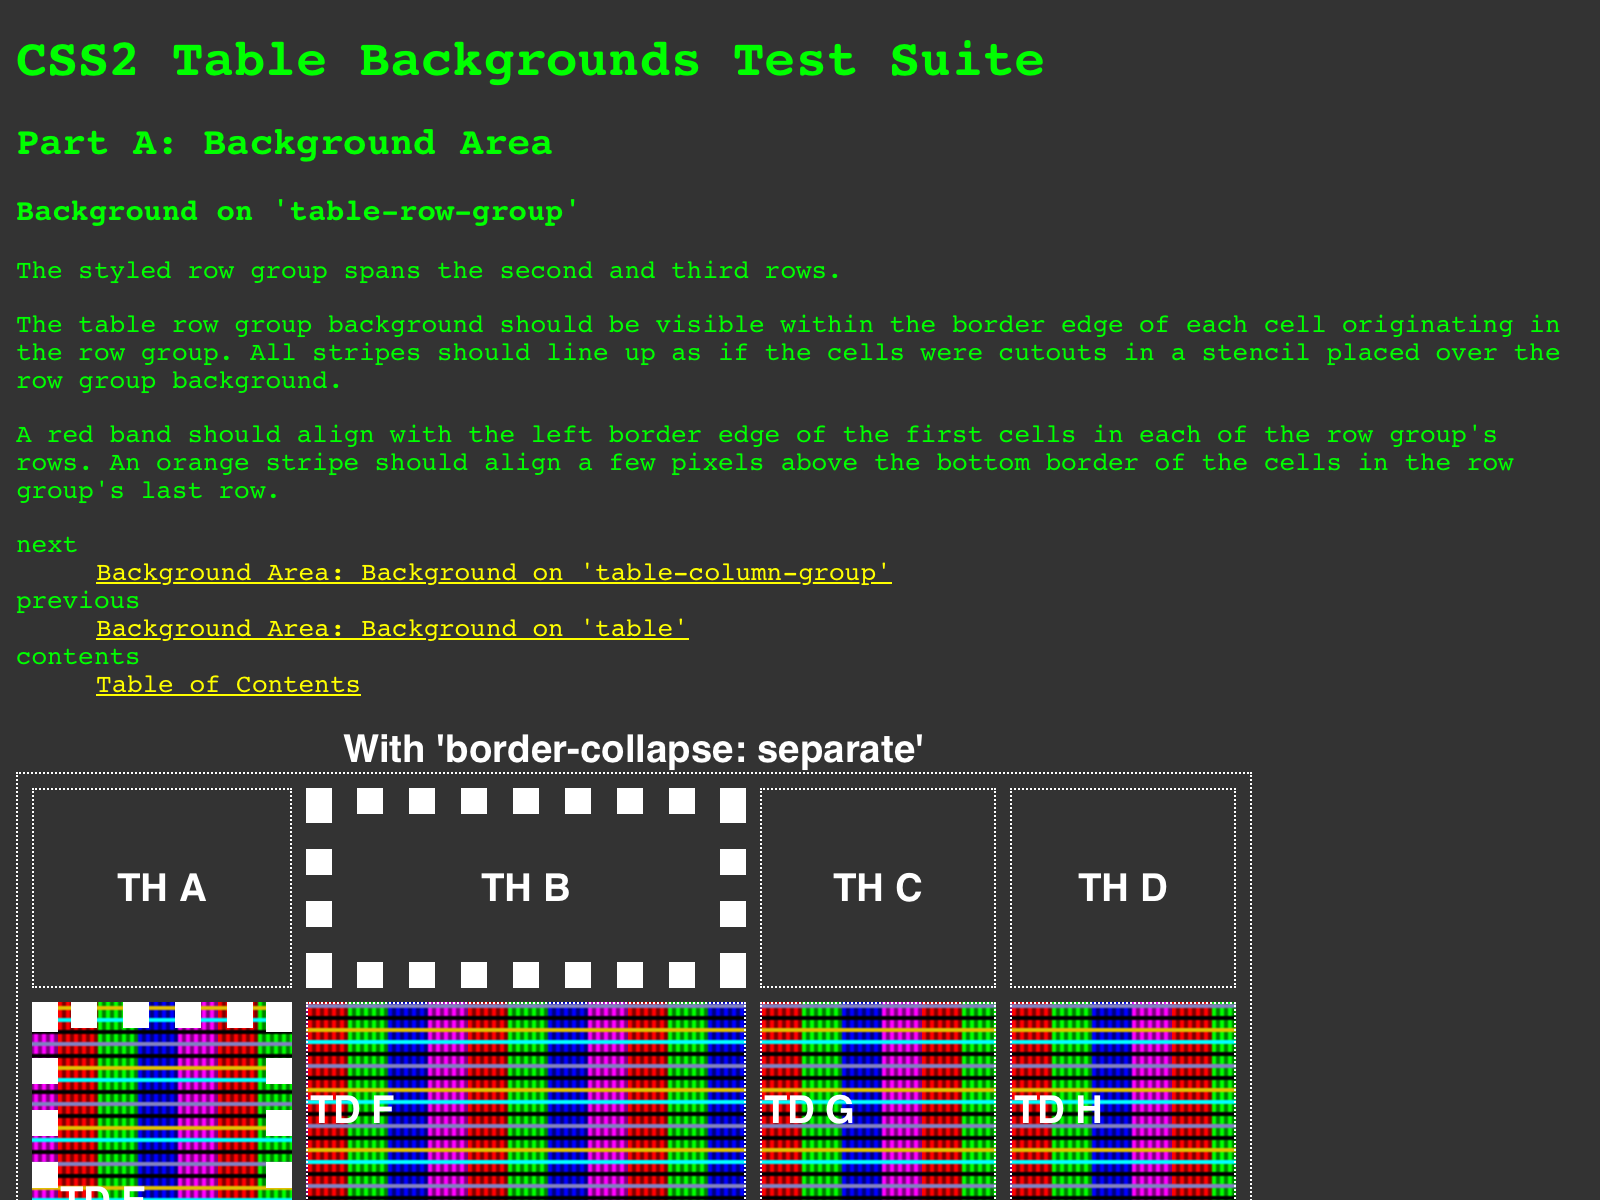 CSS2 Table Backgrounds Test Suite
Part A: Background Area
Background on 'table-row-group'
The styled row group spans the second and third rows.
The table row group background should be visible within the border edge of each cell originating in
the row group. All stripes should line up as if the cells were cutouts in a stencil placed over the
row group background.
A red band should align with the left border edge of the first cells in each of the row group's
rows. An orange stripe should align a few pixels above the bottom border of the cells in the row
group's last row.
next
Background Area: Background on 'table-column-group'
previous
Background Area: Background on 'table'
contents
Table of Contents
With 'border-collapse: separate'
TH A TH B TH C TH D
TD F TD G TD H
TD E